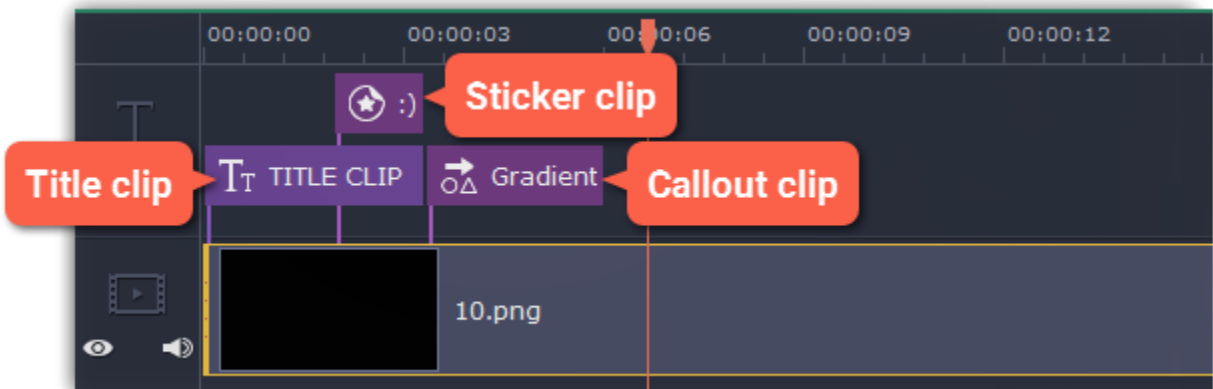 00:00:00 00:00:03 00:00:06 00:00:09 00:00:12
:) Sticker clip
T
Title clip TT TITLE CLIP Gradient Callout clip
10.png